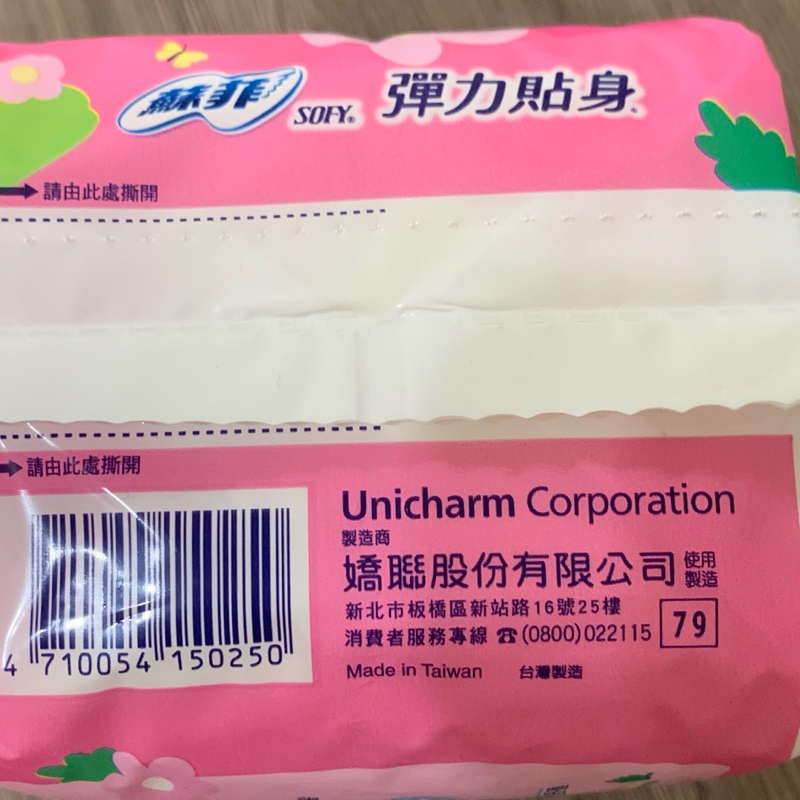 蘇菲 SOFY® 彈力貼身
請由此處撕開
請由此處撕開
Unicharm Corporation
製造商
嬌聯股份有限公司 使用製造
新北市板橋區新站路16號25樓
消費者服務專線 ☎(0800)022115 79
Made in Taiwan 台灣製造
4 710054 150250